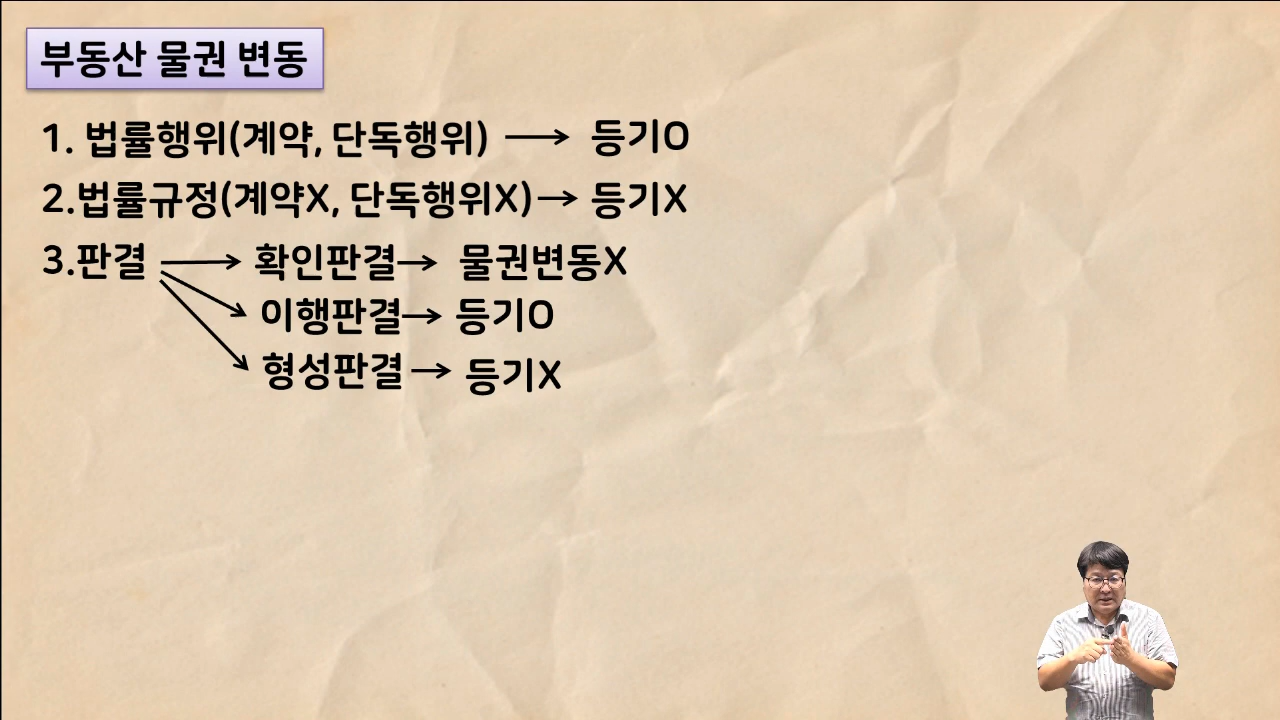 부동산 물권 변동
1. 법률행위(계약, 단독행위) → 등기O
2.법률규정(계약X, 단독행위X)→ 등기X
3.판결 → 확인판결→ 물권변동X
→ 이행판결→ 등기O
→ 형성판결→ 등기X